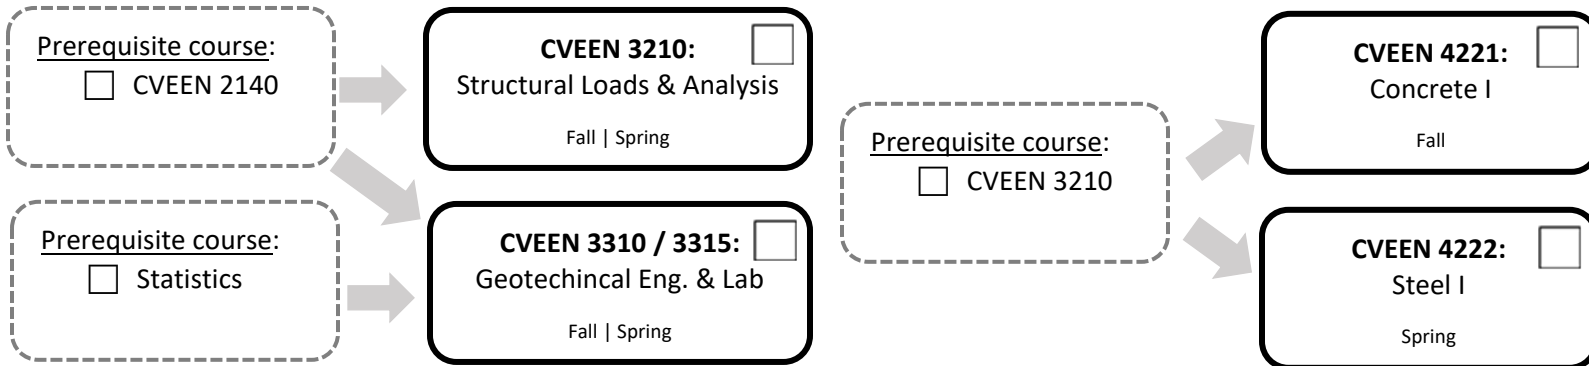 Prerequisite course:
CVEEN 2140
CVEEN 3210:
Structural Loads & Analysis
Fall | Spring
Prerequisite course:
Statistics
CVEEN 3310 / 3315:
Geotechincal Eng. & Lab
Fall | Spring
Prerequisite course:
CVEEN 3210
CVEEN 4221:
Concrete I
Fall
CVEEN 4222:
Steel I
Spring